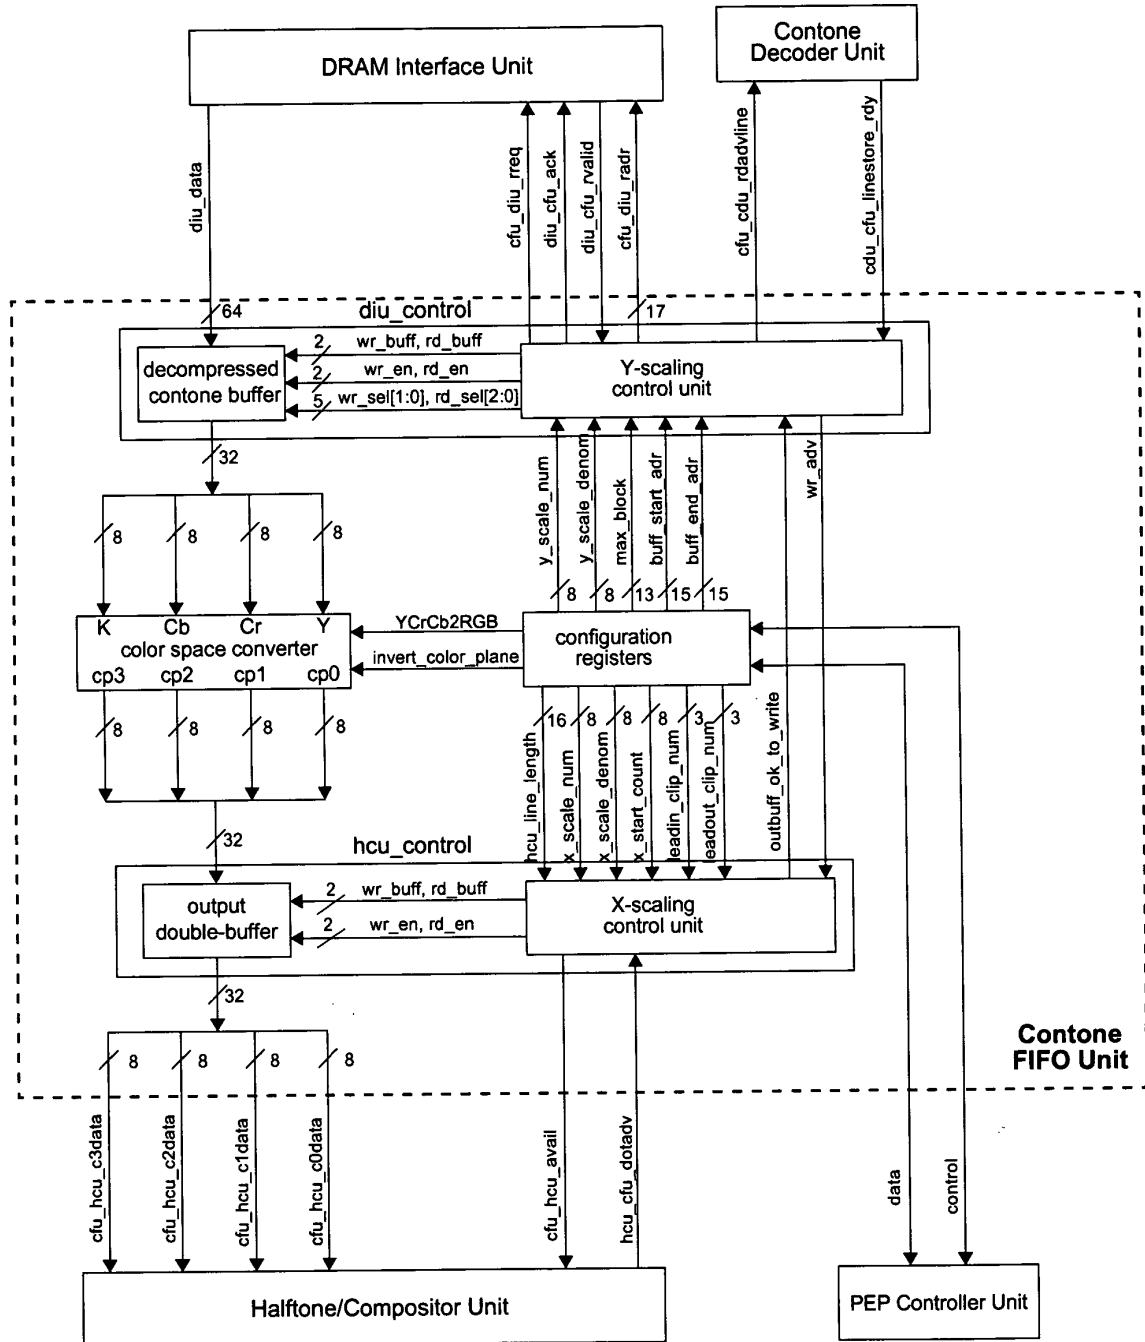 DRAM Interface Unit
Contone
Decoder Unit
diu_data
cfu_diu_rreq
diu_cfu_ack
diu_cfu_rvalid
cfu_diu_radr
cfu_cdu_rdadvline
cdu_cfu_linestore_rdy
64
diu_control
17
decompressed
contone buffer
2 wr_buff, rd_buff
2 wr_en, rd_en
5 wr_sel[1:0], rd_sel[2:0]
Y-scaling
control unit
32
8 8 8 8
y_scale_num
y_scale_denom
max_block
buff_start_adr
buff_end_adr
wr_adv
8 8 13 15 15
K Cb Cr Y
color space converter
cp3 cp2 cp1 cp0
YCrCb2RGB
invert_color_plane
configuration
registers
8 8 8 8
16 8 8 8 3 3
hcu_line_length
x_scale_num
x_scale_denom
x_start_count
leadin_clip_num
leadout_clip_num
outbuff_ok_to_write
32
hcu_control
output
double-buffer
2 wr_buff, rd_buff
2 wr_en, rd_en
X-scaling
control unit
32
8 8 8 8
Contone
FIFO Unit
cfu_hcu_c3data
cfu_hcu_c2data
cfu_hcu_c1data
cfu_hcu_c0data
cfu_hcu_avail
hcu_cfu_dotadv
data
control
Halftone/Compositor Unit
PEP Controller Unit